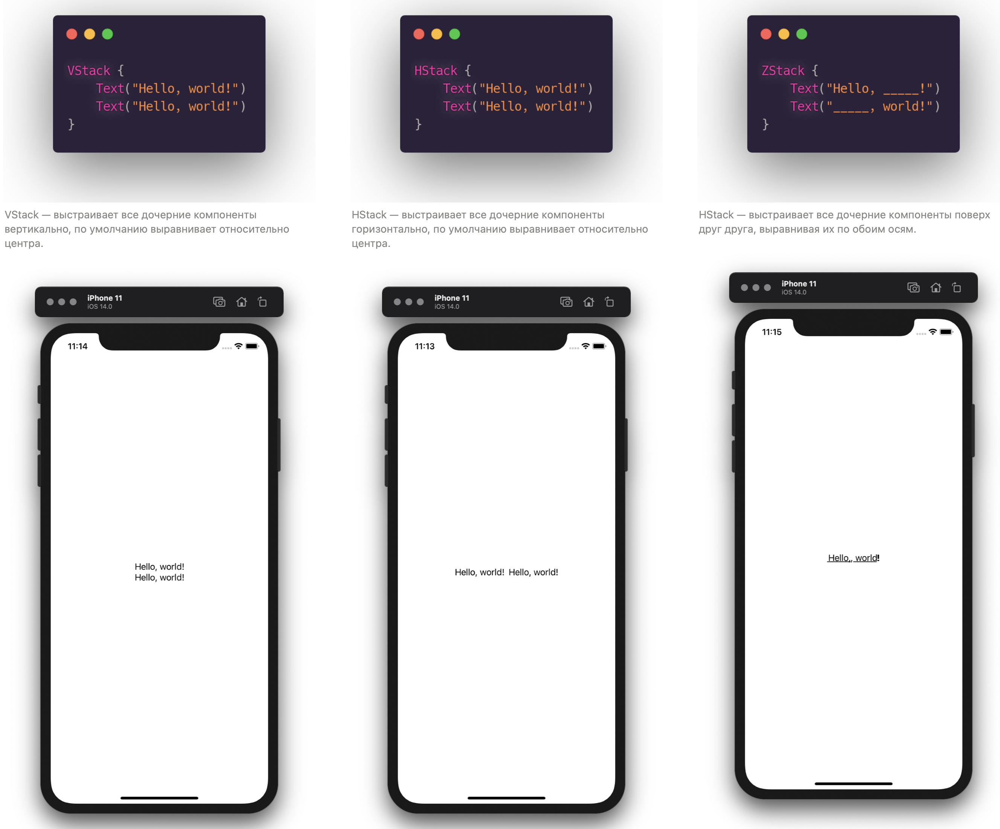 VStack {
    Text("Hello, world!")
    Text("Hello, world!")
}
VStack — выстраивает все дочерние компоненты
вертикально, по умолчанию выравнивает относительно
центра.
iPhone 11
iOS 14.0
11:14
Hello, world!
Hello, world!
HStack {
    Text("Hello, world!")
    Text("Hello, world!")
}
HStack — выстраивает все дочерние компоненты
горизонтально, по умолчанию выравнивает относительно
центра.
iPhone 11
iOS 14.0
11:13
Hello, world! Hello, world!
ZStack {
    Text("Hello, _____!")
    Text("_____, world!")
}
HStack — выстраивает все дочерние компоненты поверх
друг друга, выравнивая их по обоим осям.
iPhone 11
iOS 14.0
11:15
Hello,, world!